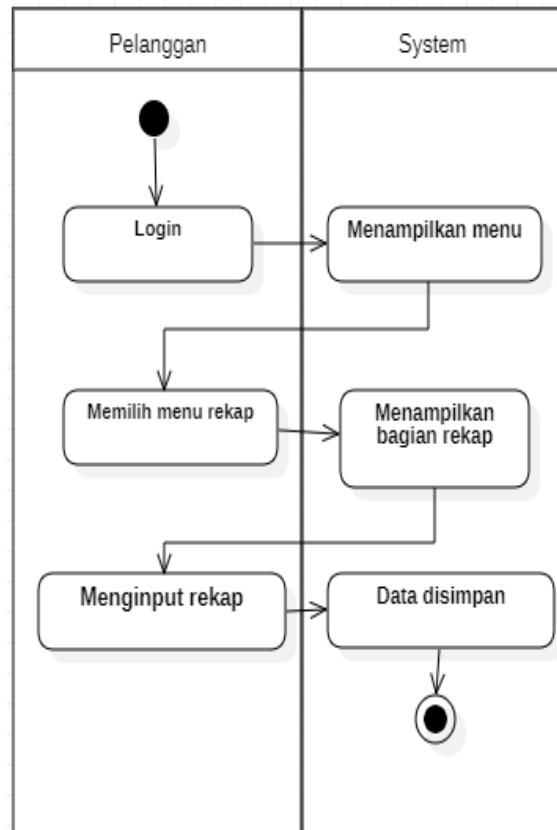 Pelanggan
System
Login
Menampilkan menu
Memilih menu rekap
Menampilkan
bagian rekap
Menginput rekap
Data disimpan